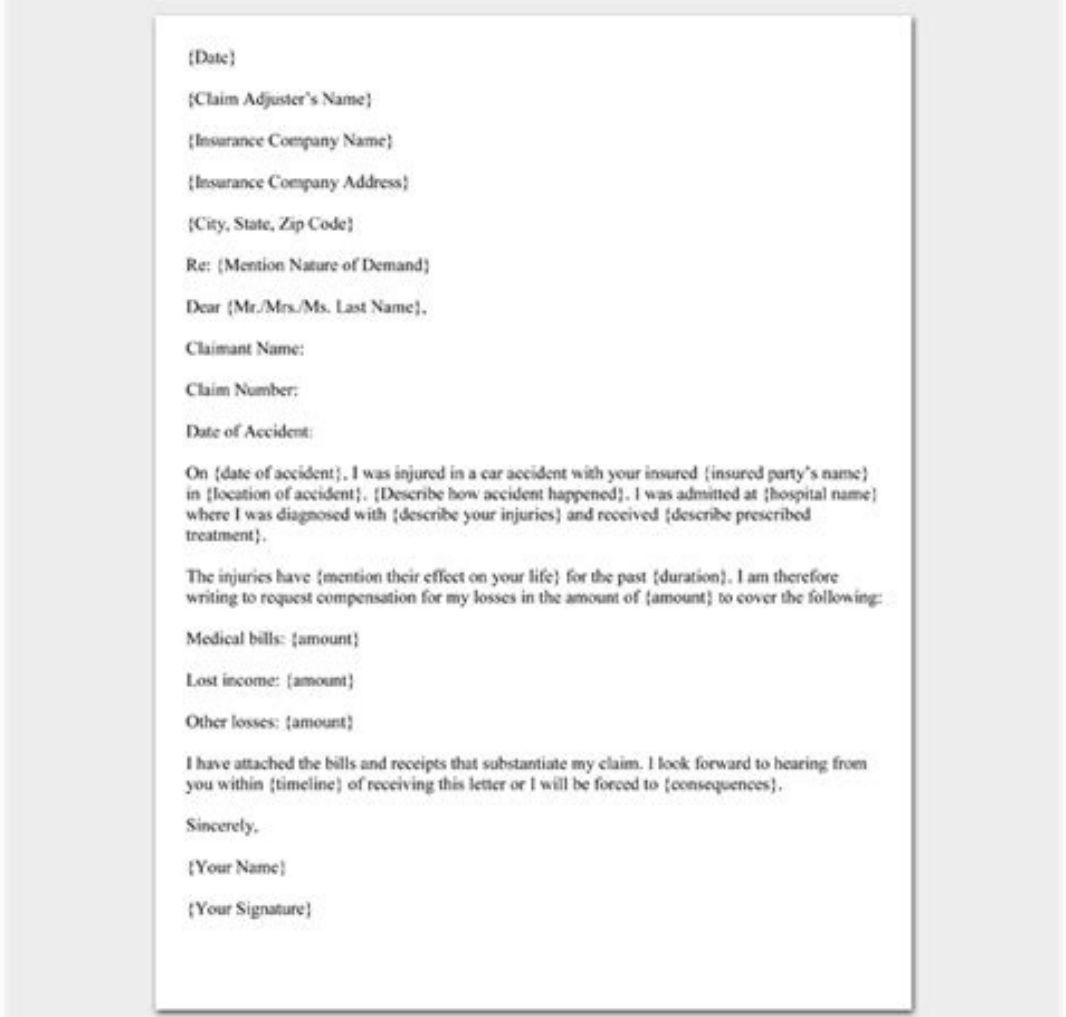 {Date}
{Claim Adjuster's Name}
{Insurance Company Name}
{Insurance Company Address}
{City, State, Zip Code}
Re: {Mention Nature of Demand}
Dear {Mr./Mrs./Ms. Last Name},
Claimant Name:
Claim Number:
Date of Accident:
On {date of accident}, I was injured in a car accident with your insured {insured party's name}
in {location of accident}. {Describe how accident happened}. I was admitted at {hospital name}
where I was diagnosed with {describe your injuries} and received {describe prescribed
treatment}.
The injuries have {mention their effect on your life} for the past {duration}. I am therefore
writing to request compensation for my losses in the amount of {amount} to cover the following:
Medical bills: {amount}
Lost income: {amount}
Other losses: {amount}
I have attached the bills and receipts that substantiate my claim. I look forward to hearing from
you within {timeline} of receiving this letter or I will be forced to {consequences}.
Sincerely,
{Your Name}
{Your Signature}